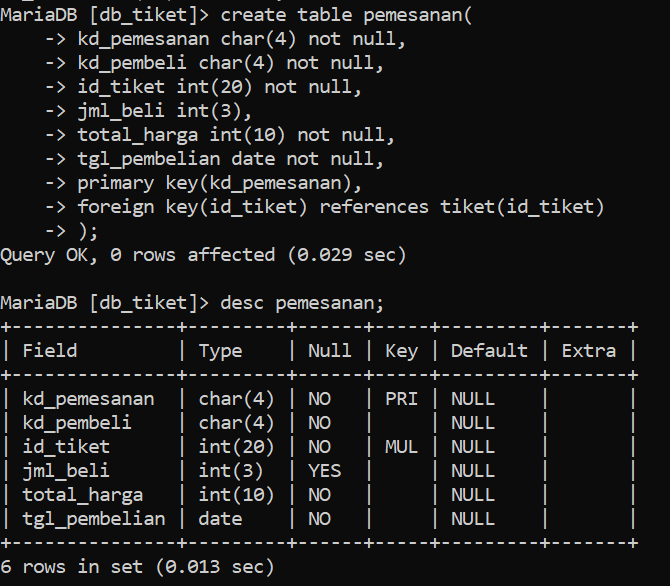 MariaDB [db_tiket]> create table pemesanan(
    -> kd_pemesanan char(4) not null,
    -> kd_pembeli char(4) not null,
    -> id_tiket int(20) not null,
    -> jml_beli int(3),
    -> total_harga int(10) not null,
    -> tgl_pembelian date not null,
    -> primary key(kd_pemesanan),
    -> foreign key(id_tiket) references tiket(id_tiket)
    -> );
Query OK, 0 rows affected (0.029 sec)

MariaDB [db_tiket]> desc pemesanan;
+---------------+---------+------+-----+---------+-------+
| Field         | Type    | Null | Key | Default | Extra |
+---------------+---------+------+-----+---------+-------+
| kd_pemesanan  | char(4) | NO   | PRI | NULL    |       |
| kd_pembeli    | char(4) | NO   |     | NULL    |       |
| id_tiket      | int(20) | NO   | MUL | NULL    |       |
| jml_beli      | int(3)  | YES  |     | NULL    |       |
| total_harga   | int(10) | NO   |     | NULL    |       |
| tgl_pembelian | date    | NO   |     | NULL    |       |
+---------------+---------+------+-----+---------+-------+
6 rows in set (0.013 sec)